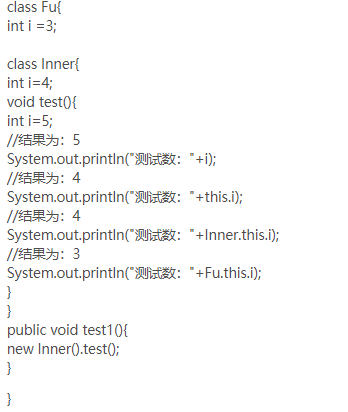 class Fu{
int i =3;
class Inner{
int i=4;
void test(){
int i=5;
//结果为：5
System.out.println("测试数："+i);
//结果为：4
System.out.println("测试数："+this.i);
//结果为：4
System.out.println("测试数："+Inner.this.i);
//结果为：3
System.out.println("测试数："+Fu.this.i);
}
}
public void test1(){
new Inner().test();
}
}